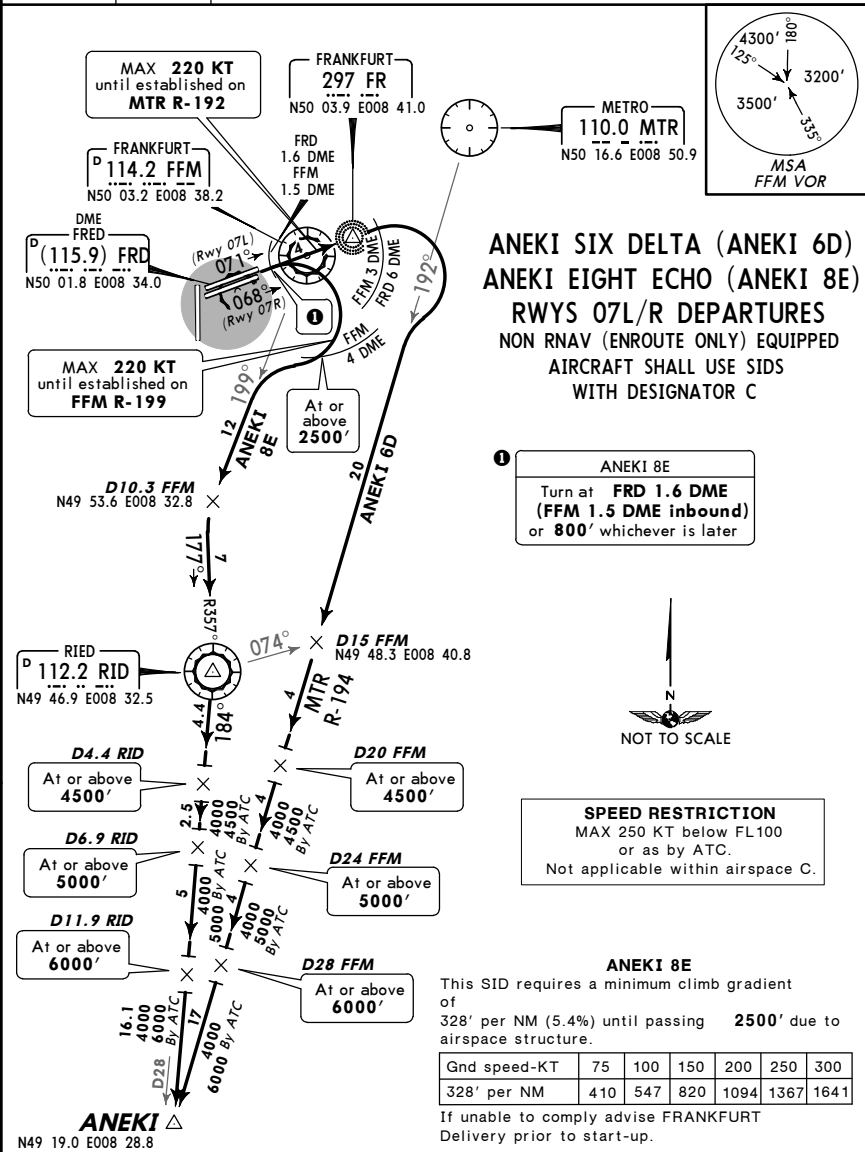 MAX 220 KT
until established on
MTR R-192
FRANKFURT
297 FR
N50 03.9 E008 41.0
METRO
110.0 MTR
N50 16.6 E008 50.9
4300'
180°
125°
3200'
3500'
335°
MSA
FFM VOR
FRANKFURT
D 114.2 FFM
N50 03.2 E008 38.2
FRD
1.6 DME
FFM
1.5 DME
DME
FRED
D (115.9) FRD
N50 01.8 E008 34.0
(Rwy 07L)
071°
4
068°
(Rwy 07R)
1
FFM 3 DME
FRD 6 DME
192°
FFM
4 DME
ANEKI SIX DELTA (ANEKI 6D)
ANEKI EIGHT ECHO (ANEKI 8E)
RWYS 07L/R DEPARTURES
NON RNAV (ENROUTE ONLY) EQUIPPED
AIRCRAFT SHALL USE SIDS
WITH DESIGNATOR C
MAX 220 KT
until established on
FFM R-199
199°
At or
above
2500'
12
ANEKI
8E
20
ANEKI 6D
1
ANEKI 8E
Turn at FRD 1.6 DME
(FFM 1.5 DME inbound)
or 800' whichever is later
D10.3 FFM
N49 53.6 E008 32.8
7
177°
R357°
RIED
D 112.2 RID
N49 46.9 E008 32.5
074°
D15 FFM
N49 48.3 E008 40.8
4
MTR
R-194
N
NOT TO SCALE
4.4
184°
D4.4 RID
At or above
4500'
D20 FFM
At or above
4500'
2.5
4000
4500
By ATC
4
4000
4500
By ATC
SPEED RESTRICTION
MAX 250 KT below FL100
or as by ATC.
Not applicable within airspace C.
D6.9 RID
At or above
5000'
D24 FFM
At or above
5000'
5
4000
5000 By ATC
4
4000
5000
By ATC
D11.9 RID
At or above
6000'
D28 FFM
At or above
6000'
16.1
4000
6000
By ATC
17
4000
6000 By ATC
D28
ANEKI
N49 19.0 E008 28.8
ANEKI 8E
This SID requires a minimum climb gradient
of
328' per NM (5.4%) until passing 2500' due to
airspace structure.
Gnd speed-KT 75 100 150 200 250 300
328' per NM 410 547 820 1094 1367 1641
If unable to comply advise FRANKFURT
Delivery prior to start-up.